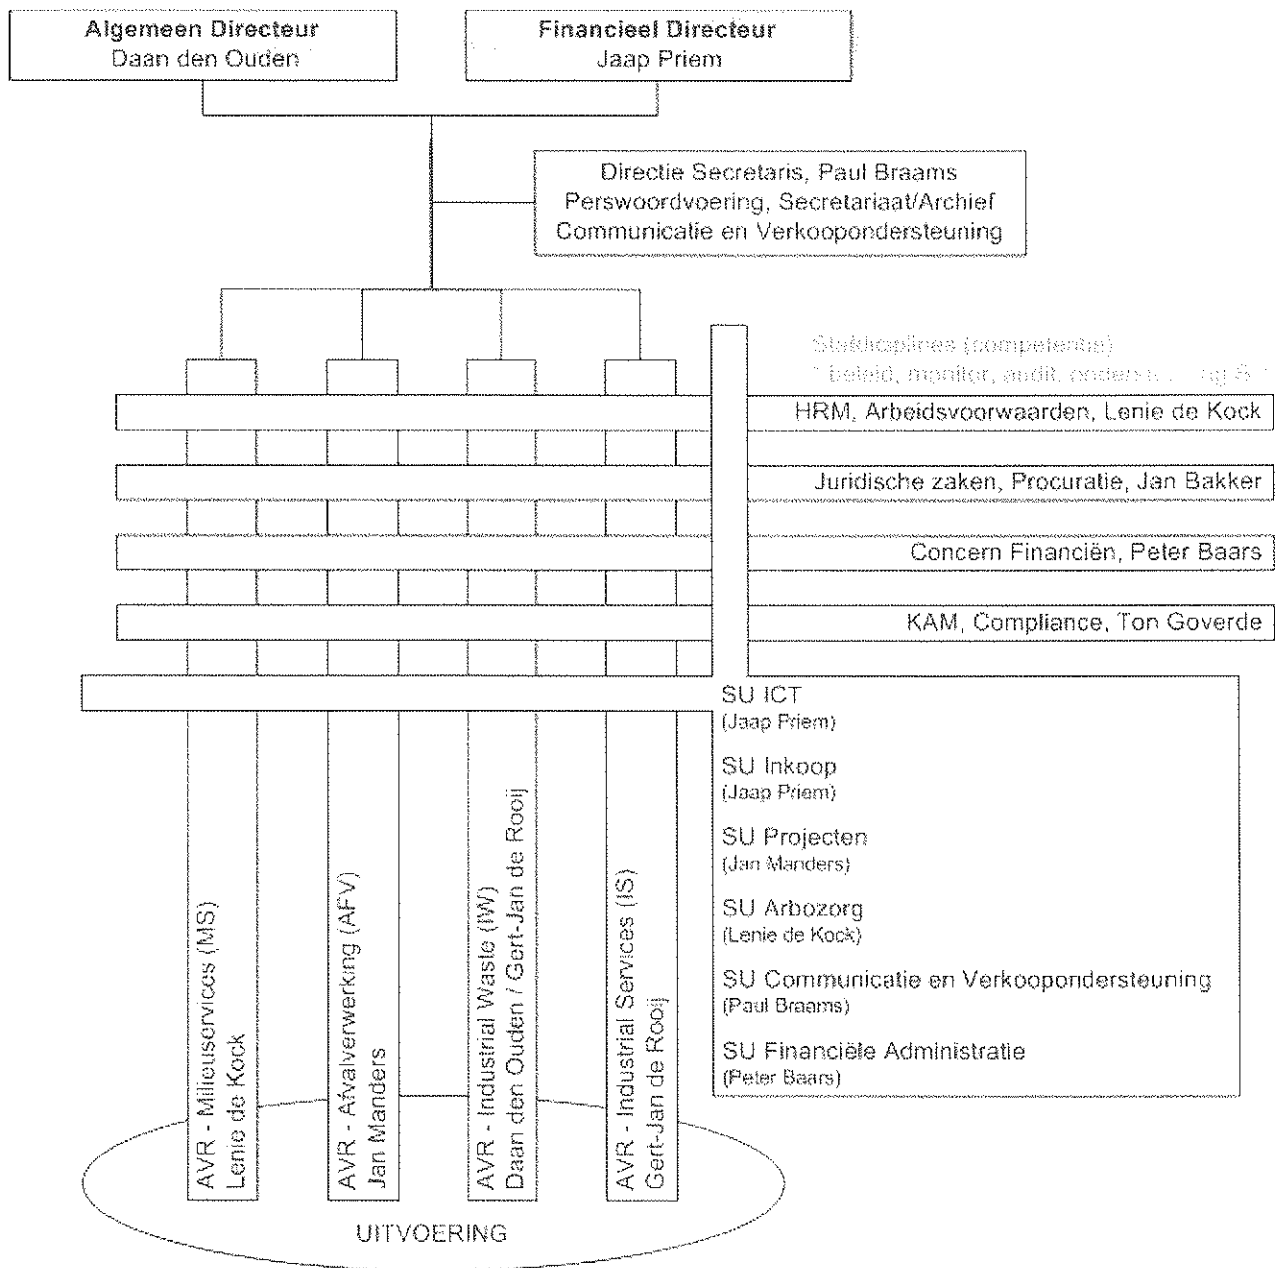 Algemeen Directeur
Daan den Ouden
Financieel Directeur
Jaap Priem
Directie Secretaris, Paul Braams
Perswoordvoering, Secretariaat/Archief
Communicatie en Verkoopondersteuning
(competentie)
* beleid, monitor, audit,
HRM, Arbeidsvoorwaarden, Lenie de Kock
Juridische zaken, Procuratie, Jan Bakker
Concern Financiën, Peter Baars
KAM, Compliance, Ton Goverde
SU ICT
(Jaap Priem)
SU Inkoop
(Jaap Priem)
SU Projecten
(Jan Manders)
SU Arbozorg
(Lenie de Kock)
SU Communicatie en Verkoopondersteuning
(Paul Braams)
SU Financiële Administratie
(Peter Baars)
AVR - Milieuservices (MS)
Lenie de Kock
AVR - Afvalverwerking (AFV)
Jan Manders
AVR - Industrial Waste (IW)
Daan den Ouden / Gert-Jan de Rooij
AVR - Industrial Services (IS)
Gert-Jan de Rooij
UITVOERING